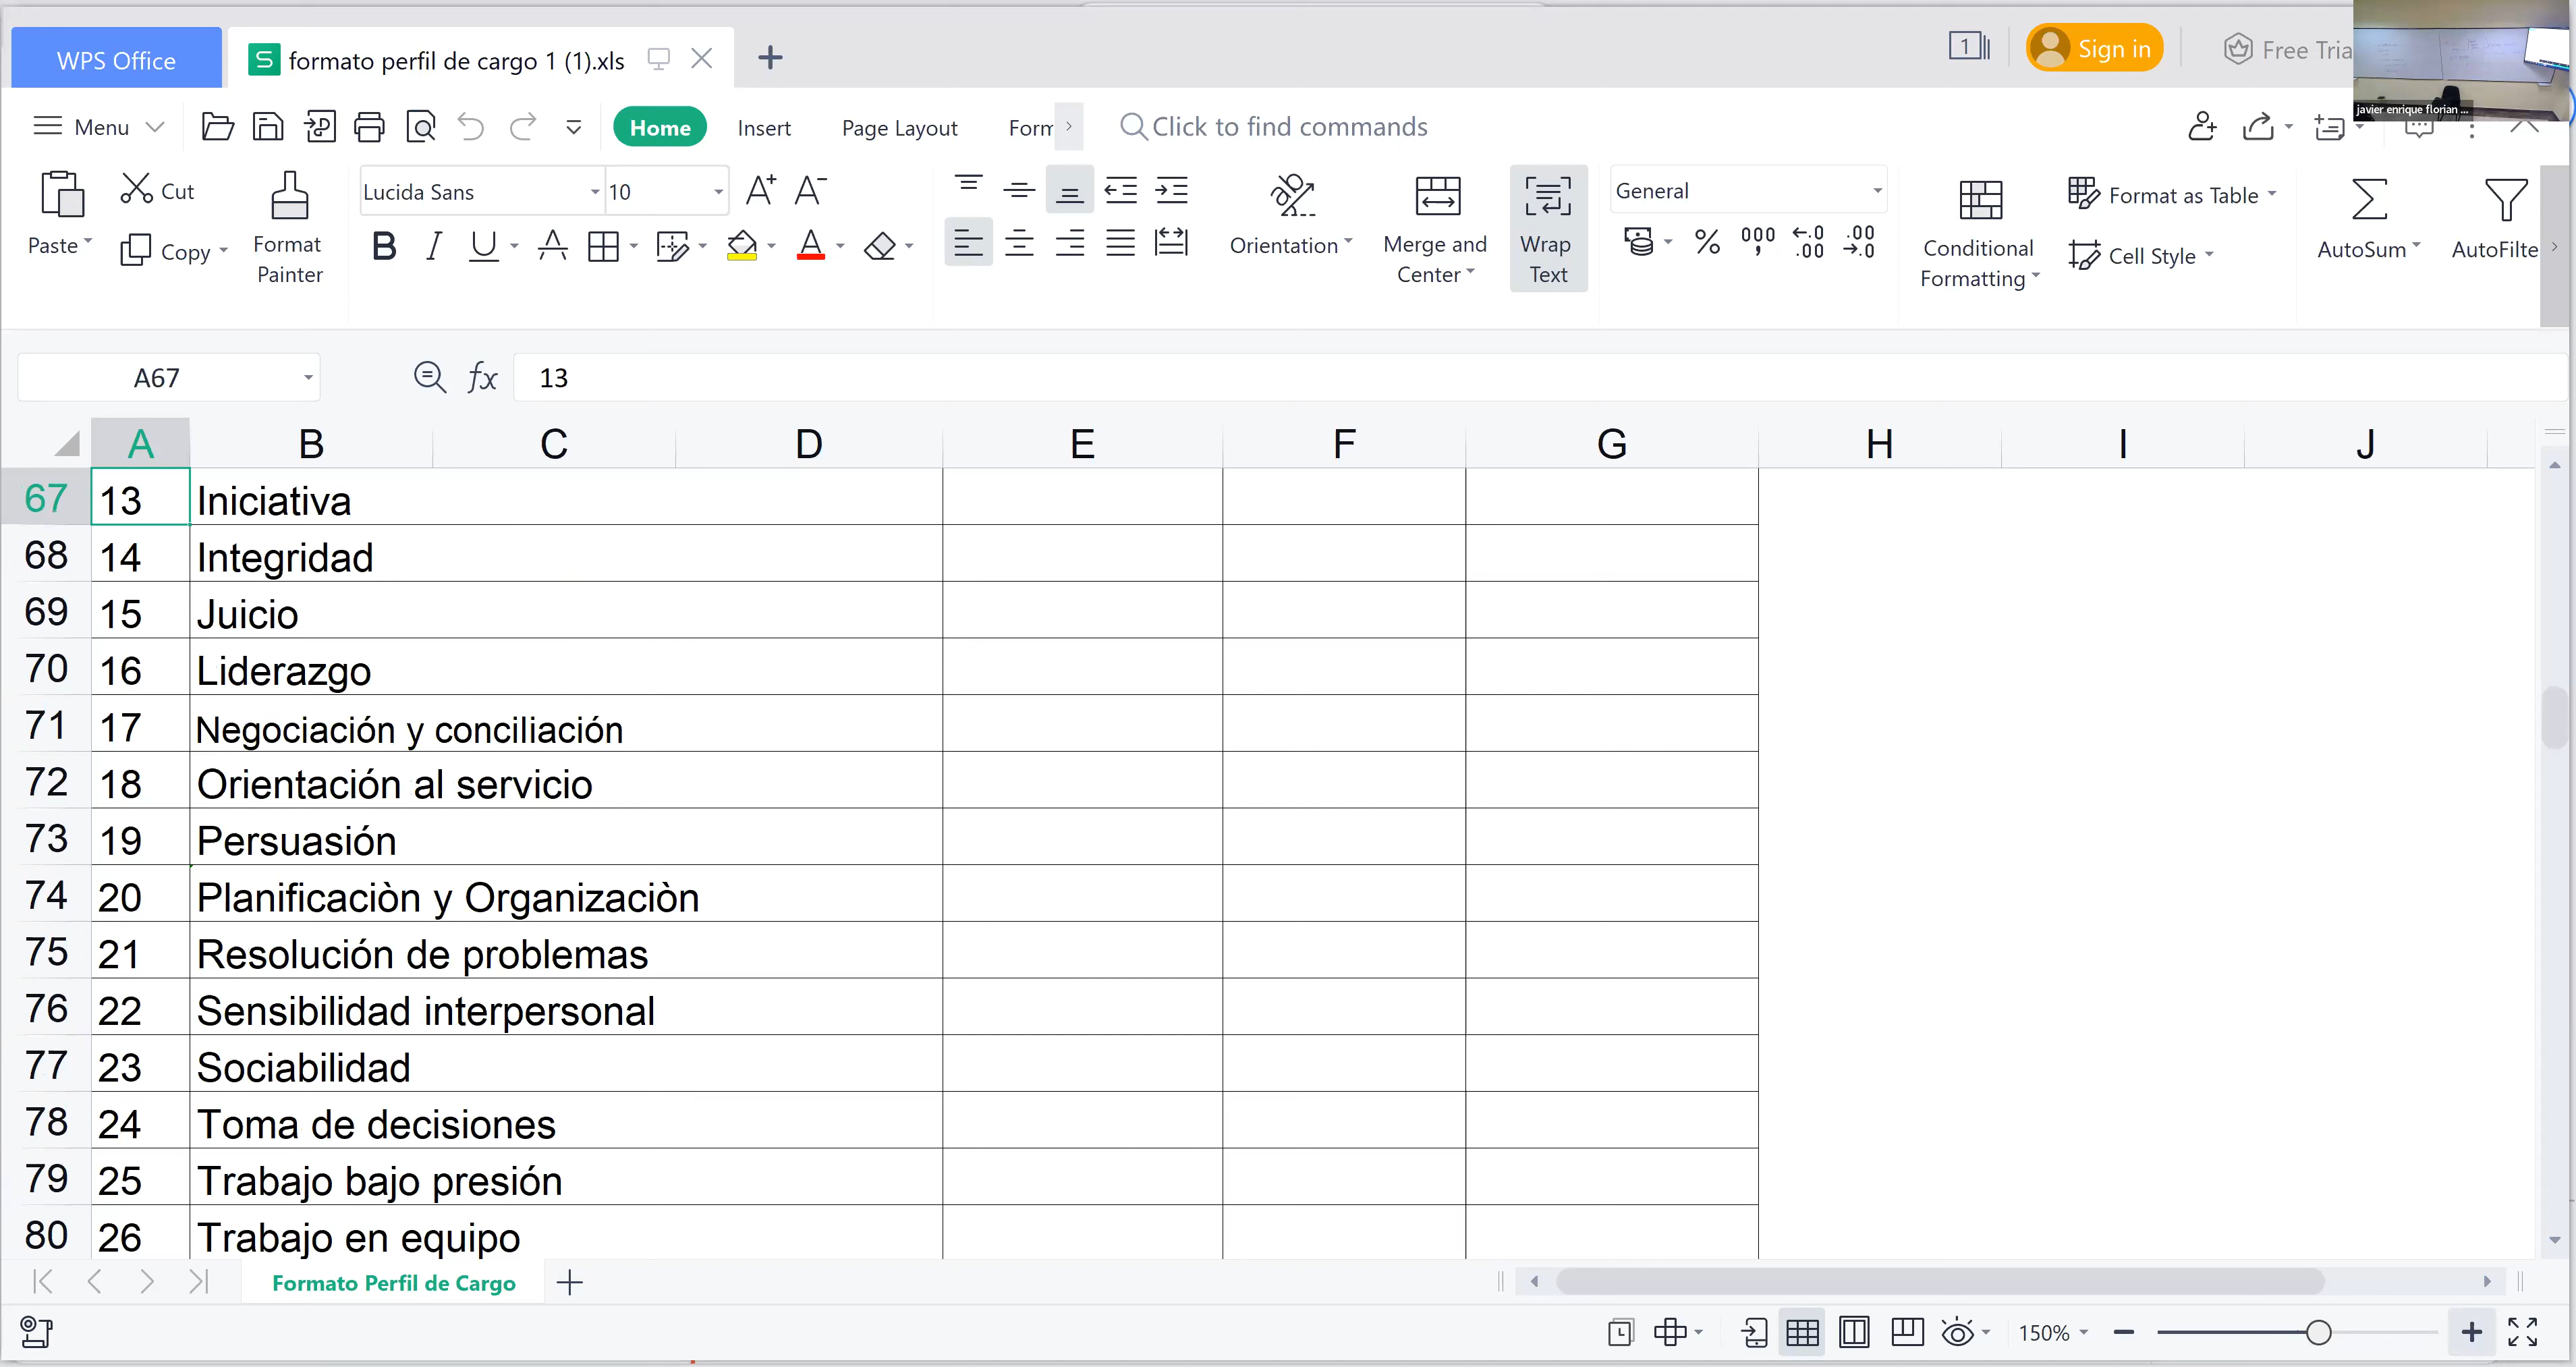 WPS Office
formato perfil de cargo 1 (1).xls
Sign in
Free Tria
javier enrique florian ...
Menu
Home
Insert
Page Layout
Form
Click to find commands
Paste
Cut
Copy
Format
Painter
Lucida Sans
10
Orientation
Merge and
Center
Wrap
Text
General
Conditional
Formatting
Format as Table
Cell Style
AutoSum
AutoFilte
A67
fx
13
A B C D E F G H I J
67 13 Iniciativa
68 14 Integridad
69 15 Juicio
70 16 Liderazgo
71 17 Negociación y conciliación
72 18 Orientación al servicio
73 19 Persuasión
74 20 Planificaciòn y Organizaciòn
75 21 Resolución de problemas
76 22 Sensibilidad interpersonal
77 23 Sociabilidad
78 24 Toma de decisiones
79 25 Trabajo bajo presión
80 26 Trabajo en equipo
Formato Perfil de Cargo
150%